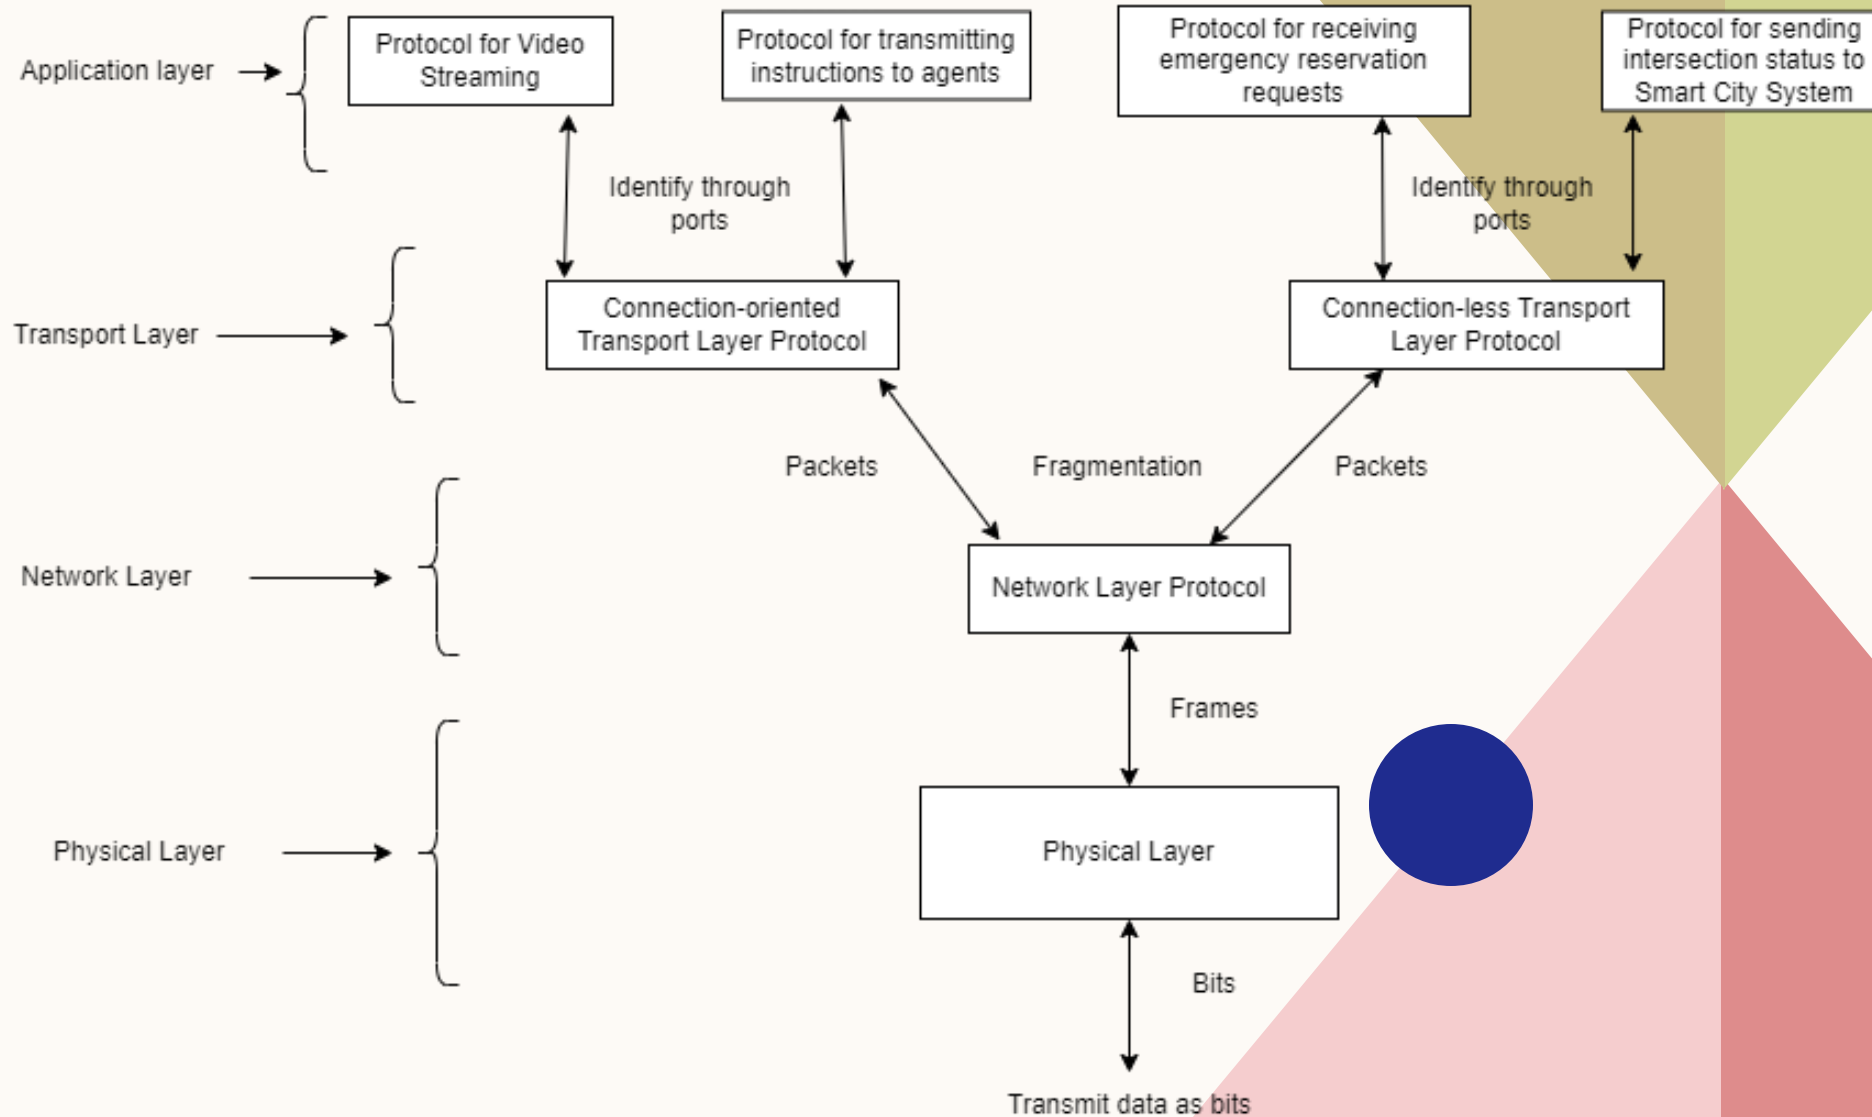 Application layer
Protocol for Video
Streaming
Protocol for transmitting
instructions to agents
Protocol for receiving
emergency reservation
requests
Protocol for sending
intersection status to
Smart City System
Identify through
ports
Identify through
ports
Transport Layer
Connection-oriented
Transport Layer Protocol
Connection-less Transport
Layer Protocol
Packets
Fragmentation
Packets
Network Layer
Network Layer Protocol
Frames
Physical Layer
Physical Layer
Bits
Transmit data as bits